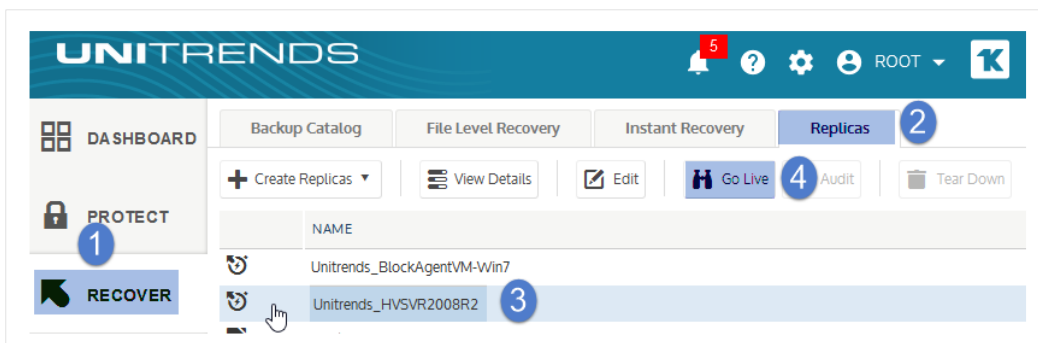 UNITRENDS
5
? ROOT
K
DASHBOARD
Backup Catalog File Level Recovery Instant Recovery Replicas 2
Create Replicas View Details Edit Go Live 4 Audit Tear Down
PROTECT
1
NAME
Unitrends_BlockAgentVM-Win7
RECOVER
Unitrends_HVSVR2008R2 3